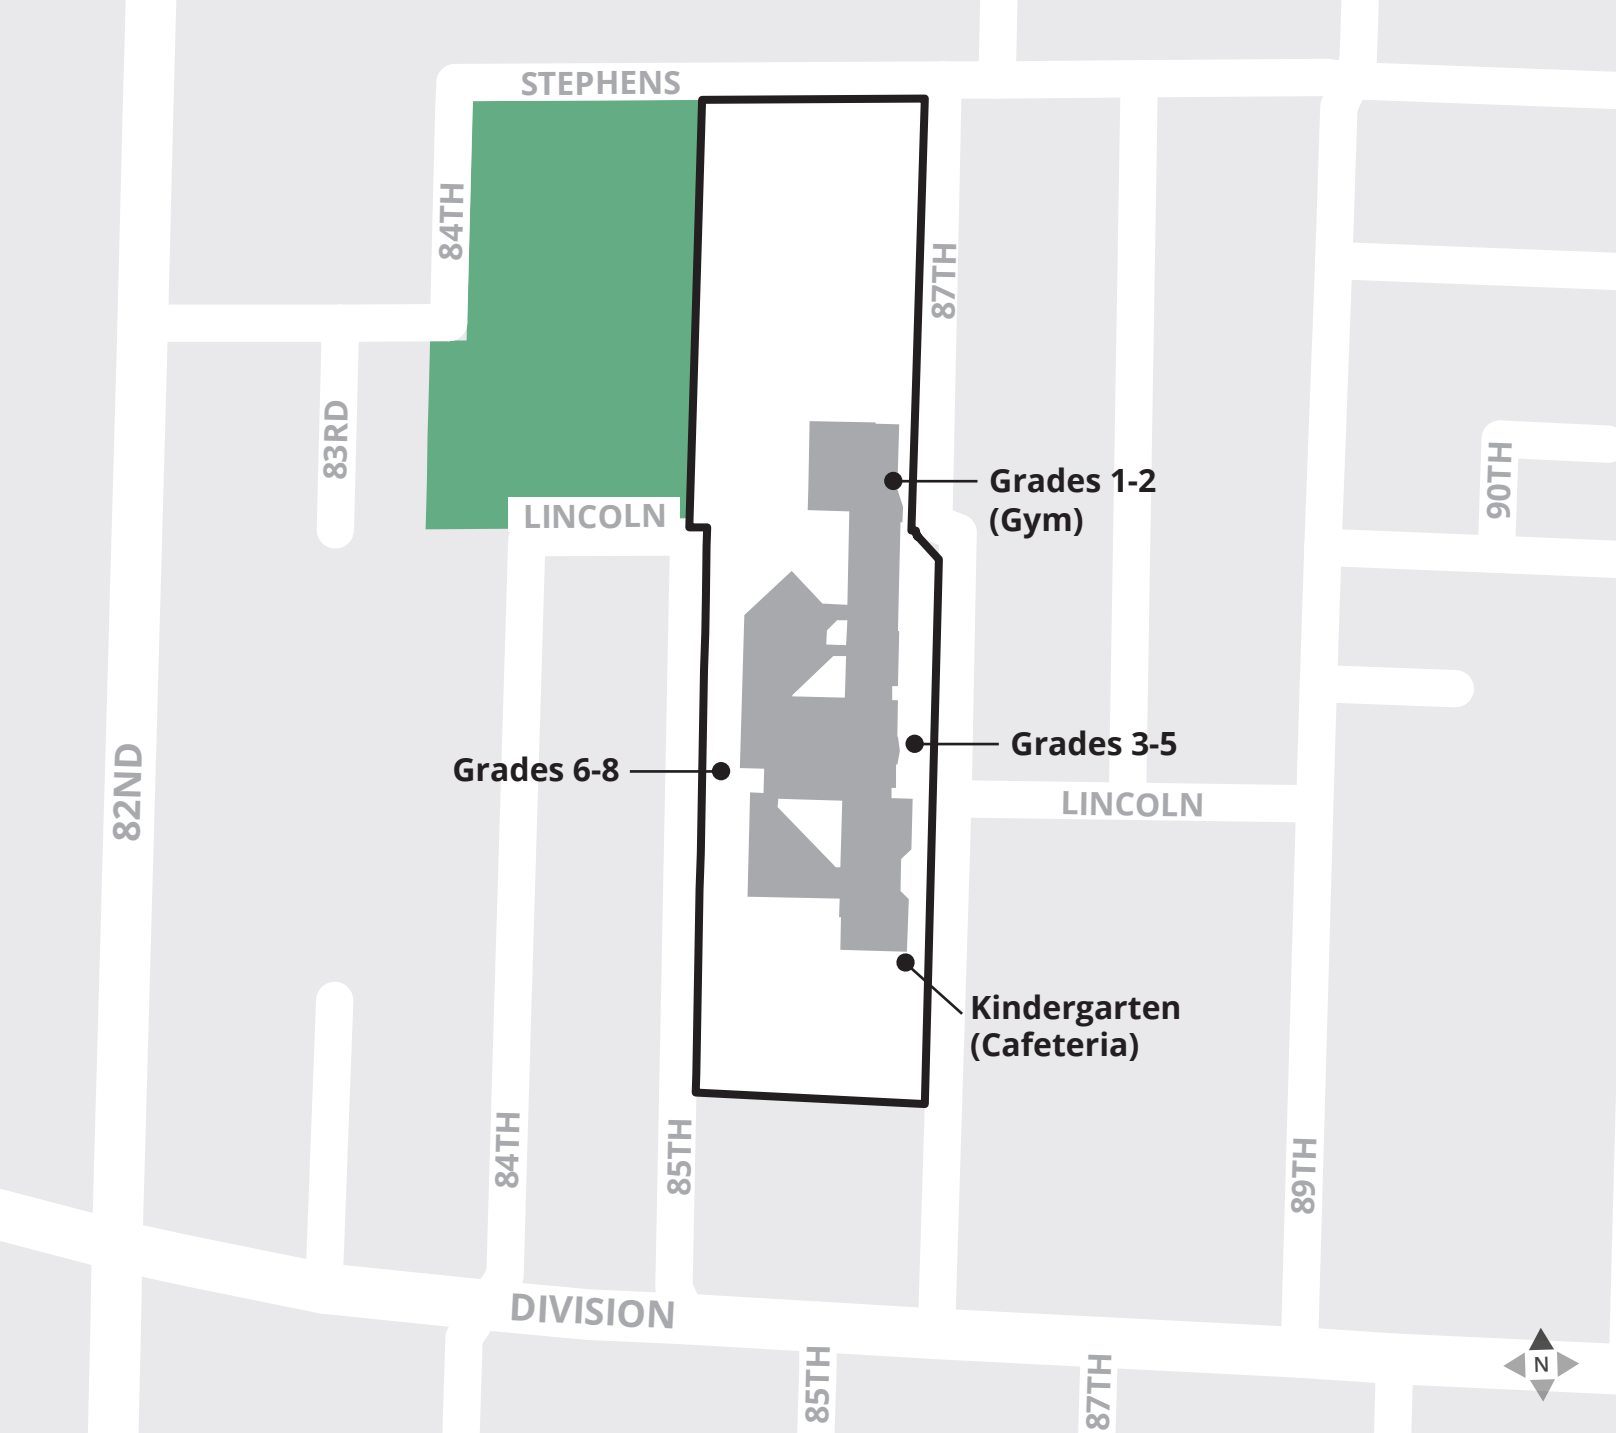 STEPHENS
84TH
87TH
83RD
90TH
Grades 1-2
(Gym)
LINCOLN
82ND
Grades 3-5
Grades 6-8
LINCOLN
Kindergarten
(Cafeteria)
84TH
85TH
89TH
DIVISION
85TH
87TH
N